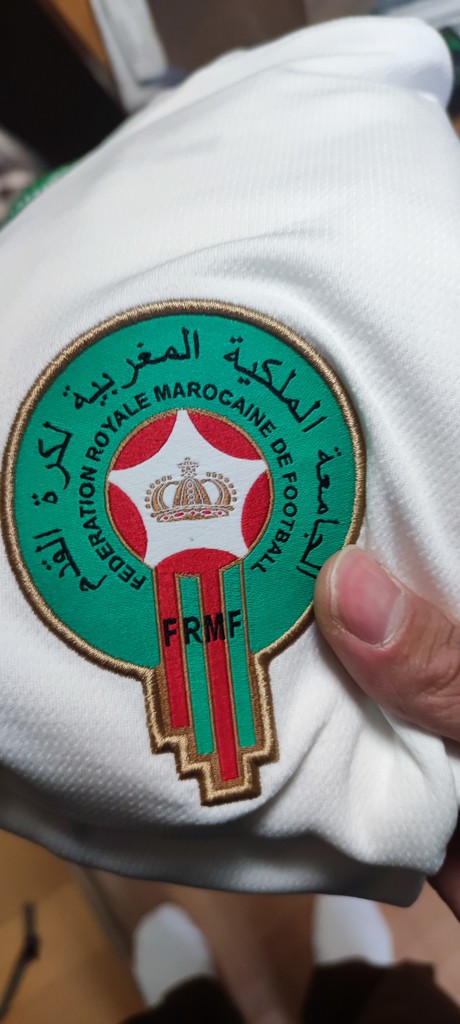 الجامعة الملكية المغربية لكرة القدم
FEDERATION ROYALE MAROCAINE DE FOOTBALL
FRMF